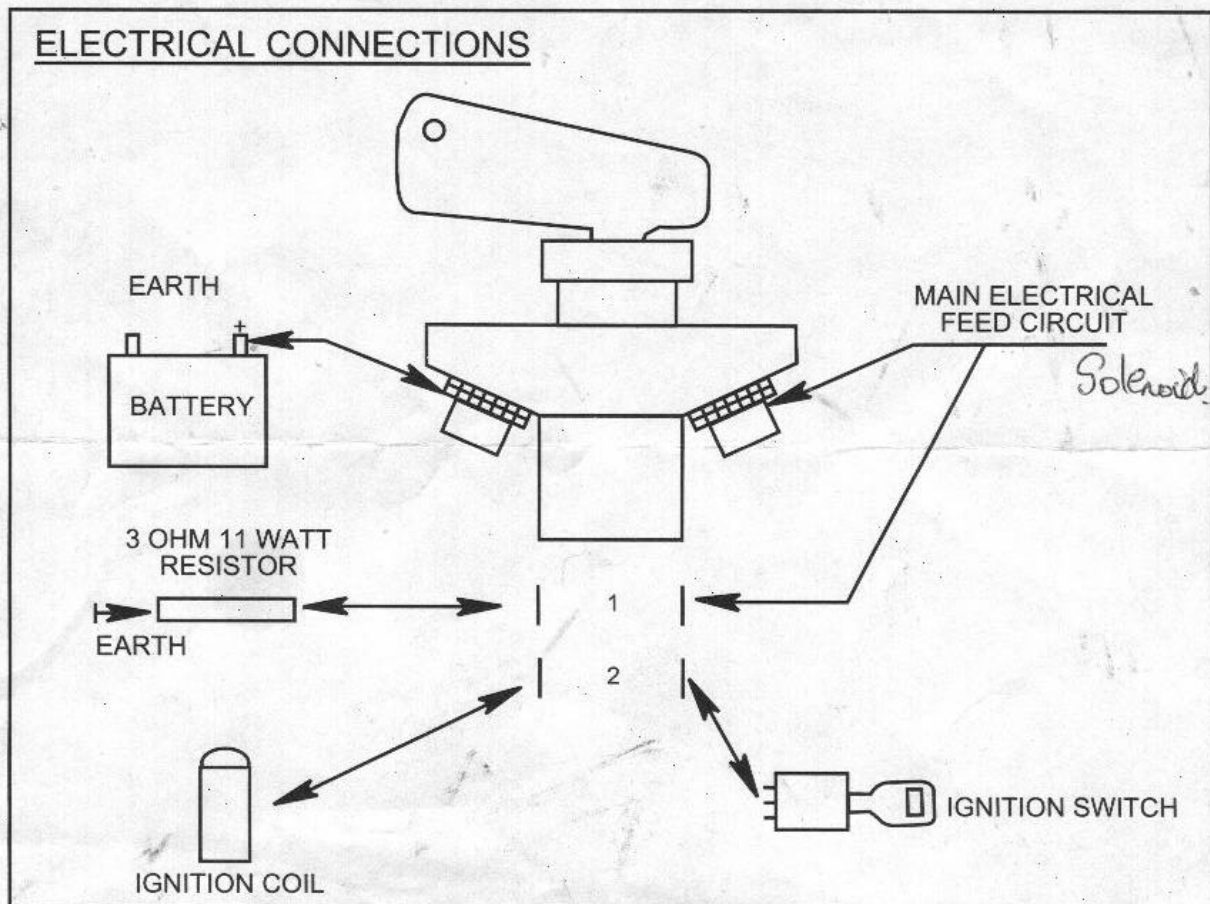 ELECTRICAL CONNECTIONS
EARTH
+
BATTERY
MAIN ELECTRICAL
FEED CIRCUIT
Solenoid.
3 OHM 11 WATT
RESISTOR
EARTH
1
2
IGNITION COIL
IGNITION SWITCH